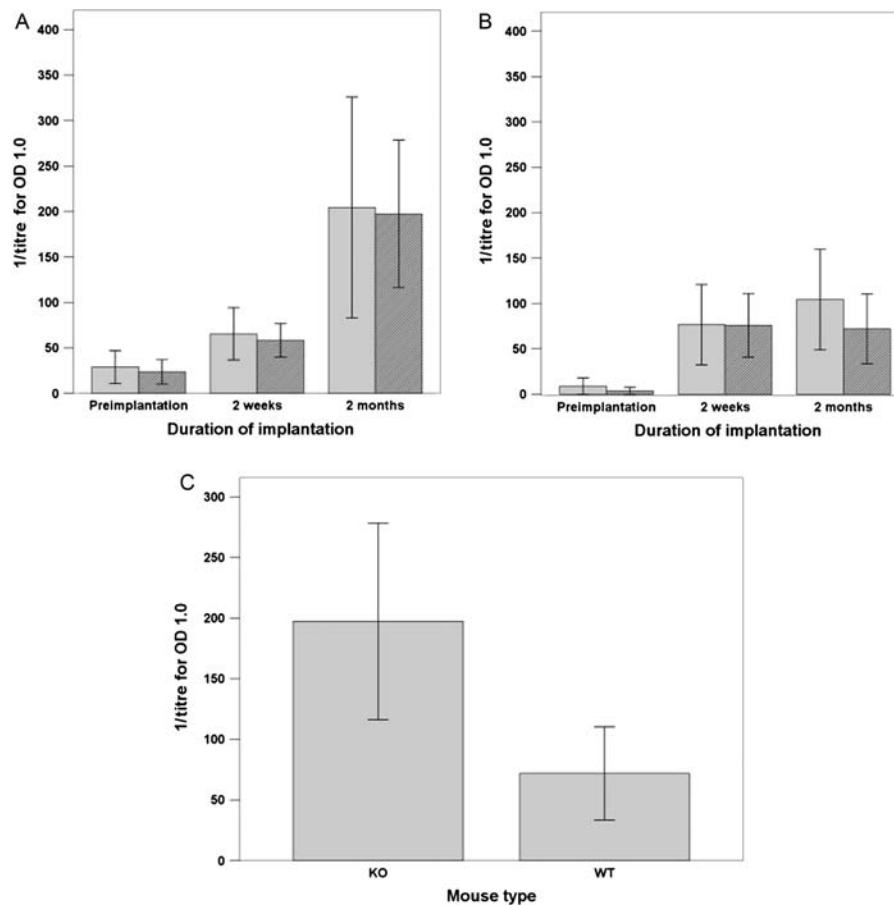 A
400
350
300
250
200
150
100
50
0
1/titre for OD 1.0
Preimplantation 2 weeks 2 months
Duration of implantation
B
400
350
300
250
200
150
100
50
0
1/titre for OD 1.0
Preimplantation 2 weeks 2 months
Duration of implantation
C
300
250
200
150
100
50
0
1/titre for OD 1.0
KO WT
Mouse type